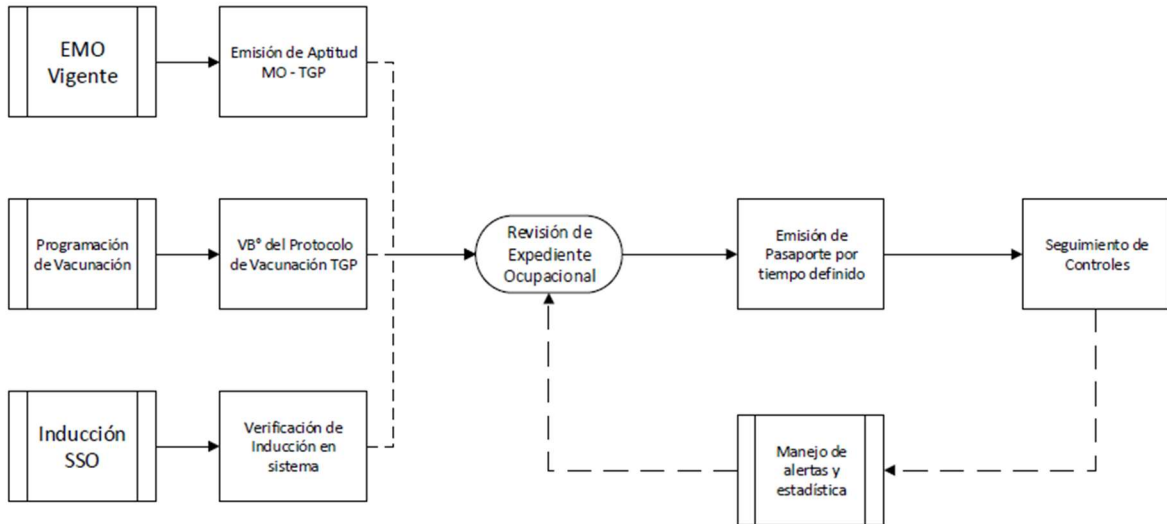 EMO
Vigente
Emisión de Aptitud
MO - TGP
Programación
de Vacunación
VB° del Protocolo
de Vacunación TGP
Revisión de
Expediente
Ocupacional
Emisión de
Pasaporte por
tiempo definido
Seguimiento de
Controles
Inducción
SSO
Verificación de
Inducción en
sistema
Manejo de
alertas y
estadística